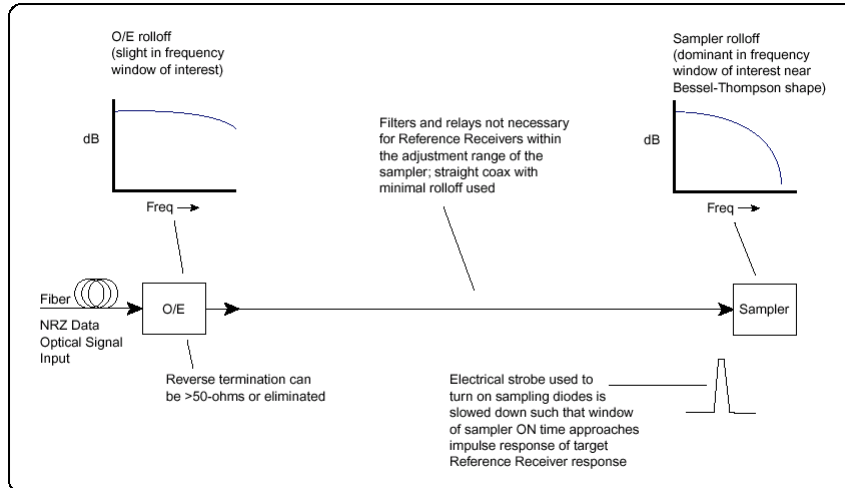 O/E rolloff
(slight in frequency
window of interest)
dB
Freq
Sampler rolloff
(dominant in frequency
window of interest near
Bessel-Thompson shape)
dB
Freq
Filters and relays not necessary
for Reference Receivers within
the adjustment range of the
sampler; straight coax with
minimal rolloff used
Fiber
NRZ Data
Optical Signal
Input
O/E
Sampler
Reverse termination can
be >50-ohms or eliminated
Electrical strobe used to
turn on sampling diodes is
slowed down such that window
of sampler ON time approaches
impulse response of target
Reference Receiver response